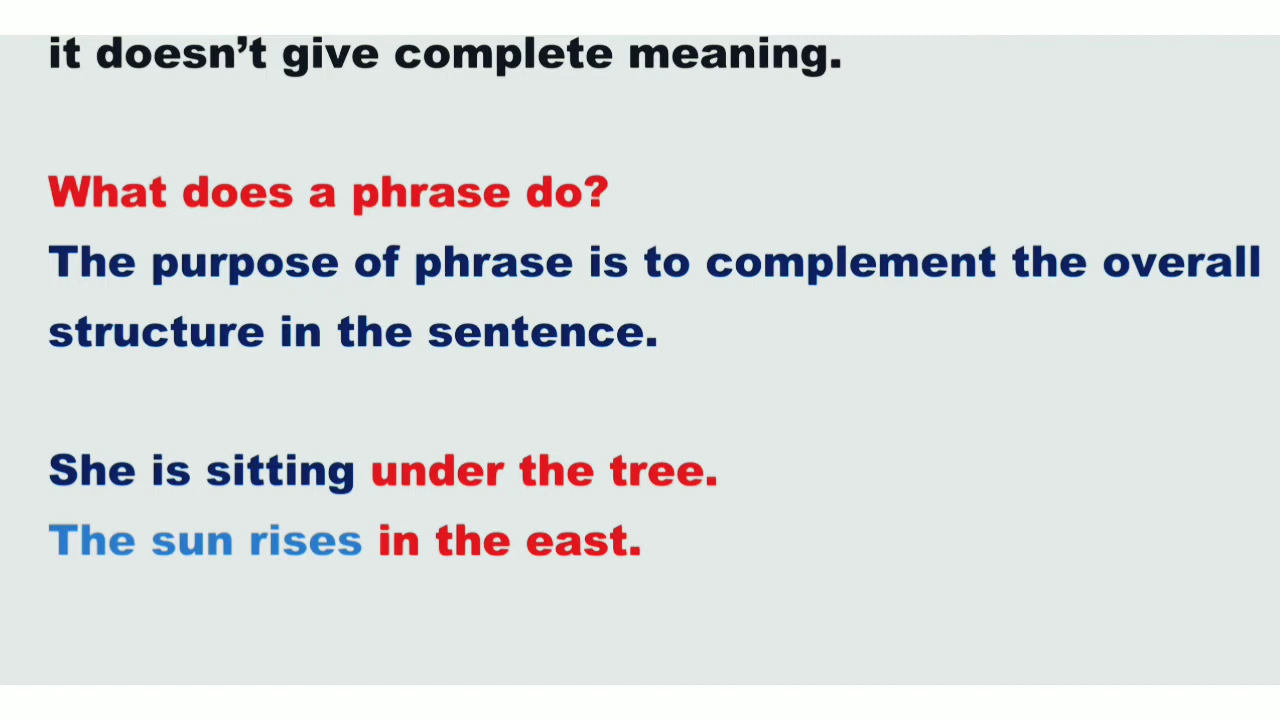 it doesn’t give complete meaning.
What does a phrase do?
The purpose of phrase is to complement the overall
structure in the sentence.
She is sitting under the tree.
The sun rises in the east.